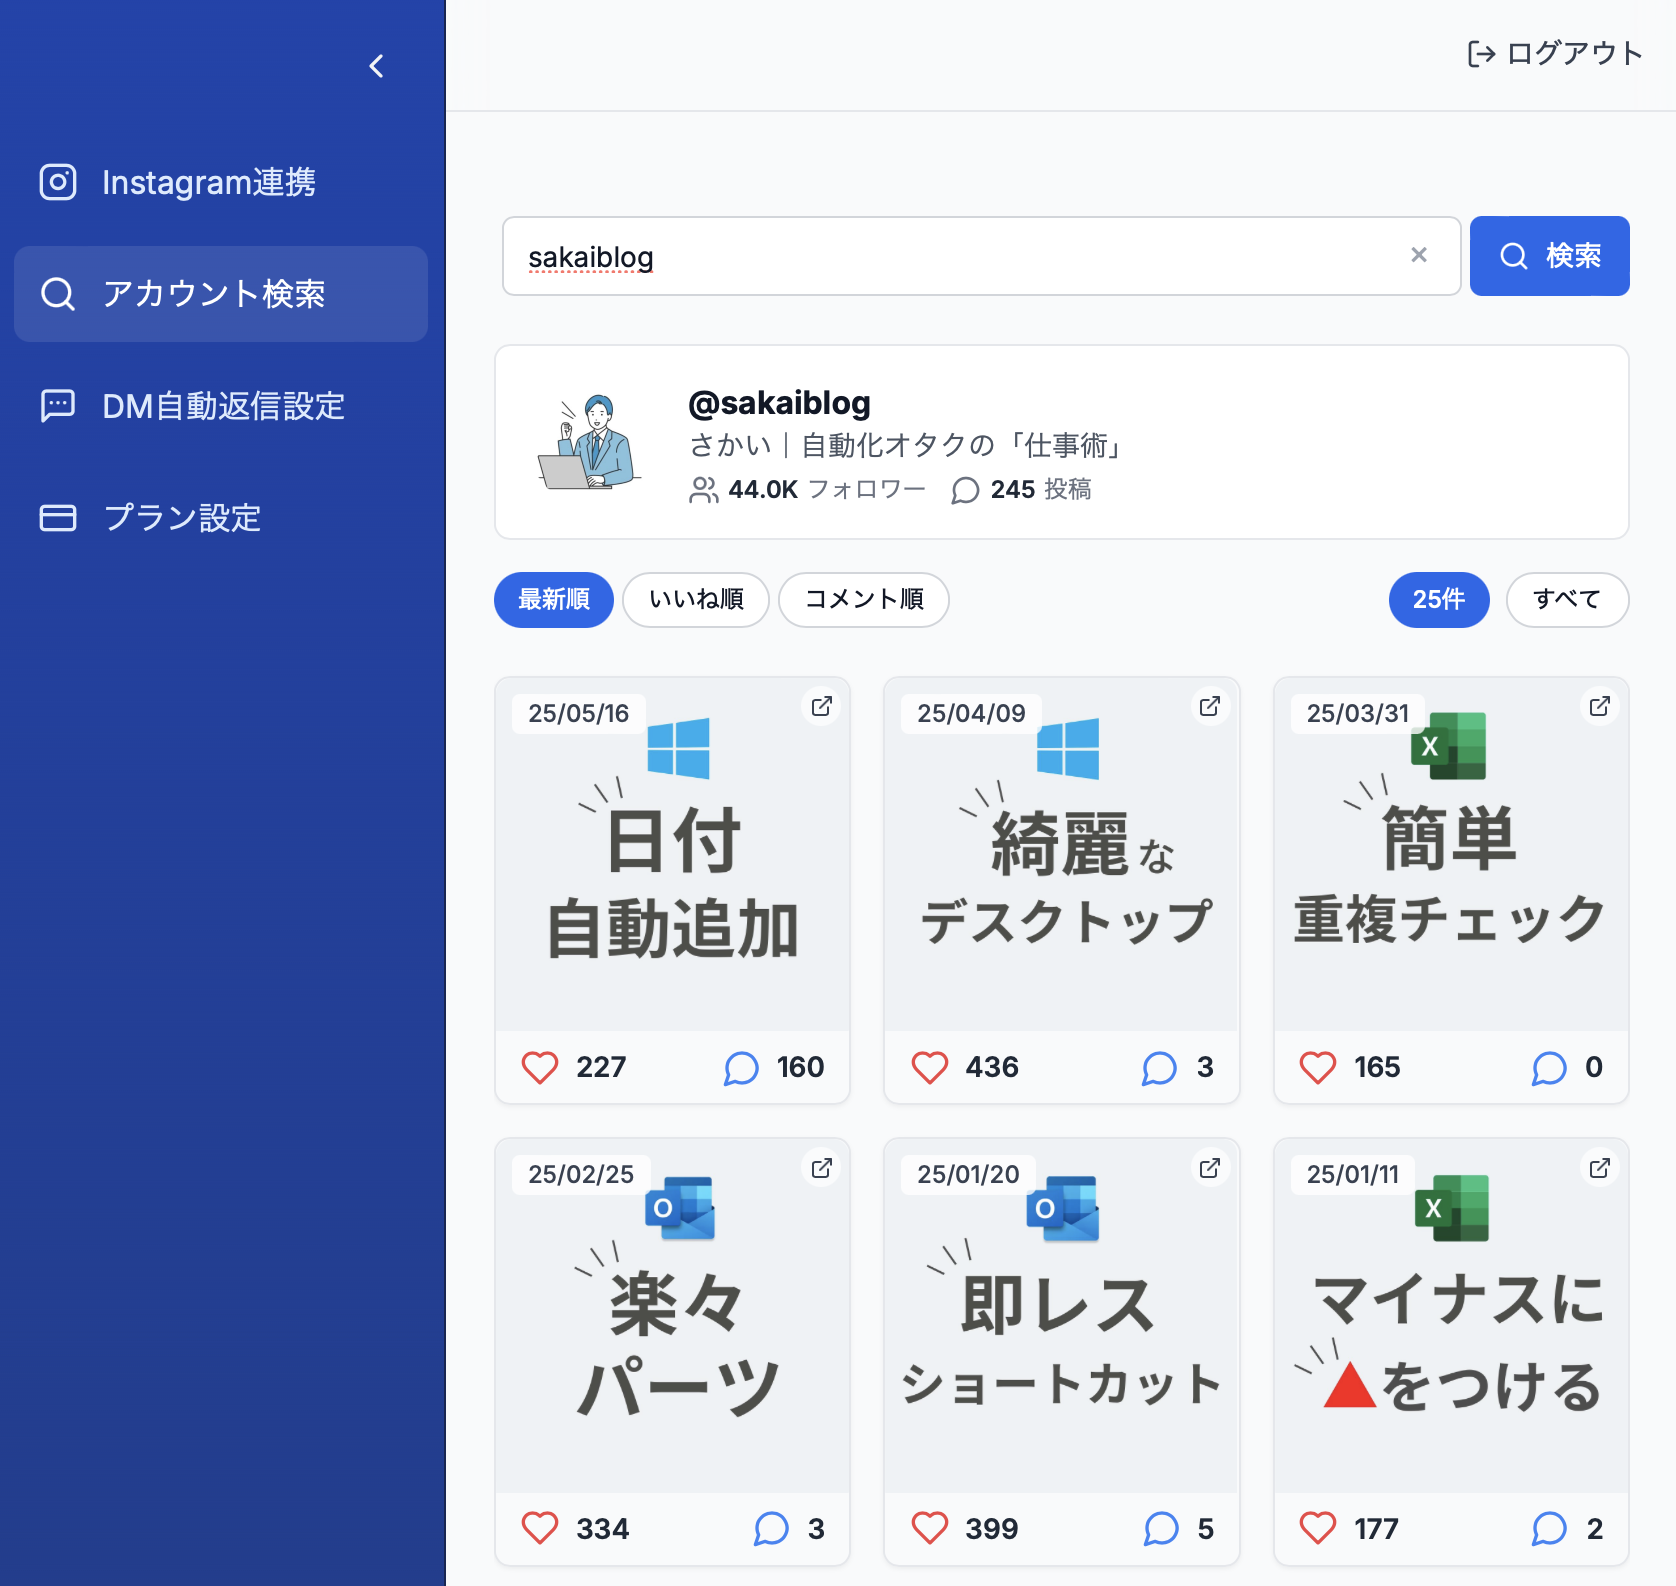 ログアウト
Instagram連携
アカウント検索
DM自動返信設定
プラン設定
sakaiblog
検索
@sakaiblog
さかい｜自動化オタクの「仕事術」
44.0K フォロワー 245 投稿
最新順 いいね順 コメント順 25件 すべて
25/05/16
日付
自動追加
227 160
25/04/09
綺麗な
デスクトップ
436 3
25/03/31
X
簡単
重複チェック
165 0
25/02/25
O
楽々
パーツ
334 3
25/01/20
O
即レス
ショートカット
399 5
25/01/11
X
マイナスに
▲をつける
177 2